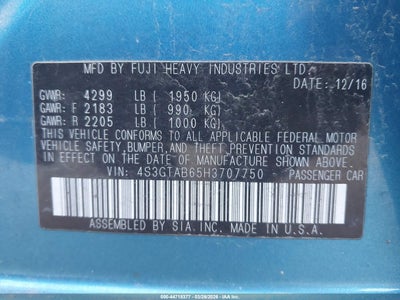 MFD BY FUJI HEAVY INDUSTRIES LTD.
DATE: 12/16
GVWR: 4299 LB ( 1950 KG)
GAWR: F 2183 LB ( 990 KG)
GAWR: R 2205 LB ( 1000 KG)
THIS VEHICLE CONFORMS TO ALL APPLICABLE FEDERAL MOTOR
VEHICLE SAFETY, BUMPER, AND THEFT PREVENTION STANDARDS
IN EFFECT ON THE DATE OF MANUFACTURE SHOWN ABOVE.
VIN: 4S3GTAB65H3707750 PASSENGER CAR
ASSEMBLED BY SIA, INC. MADE IN U.S.A.